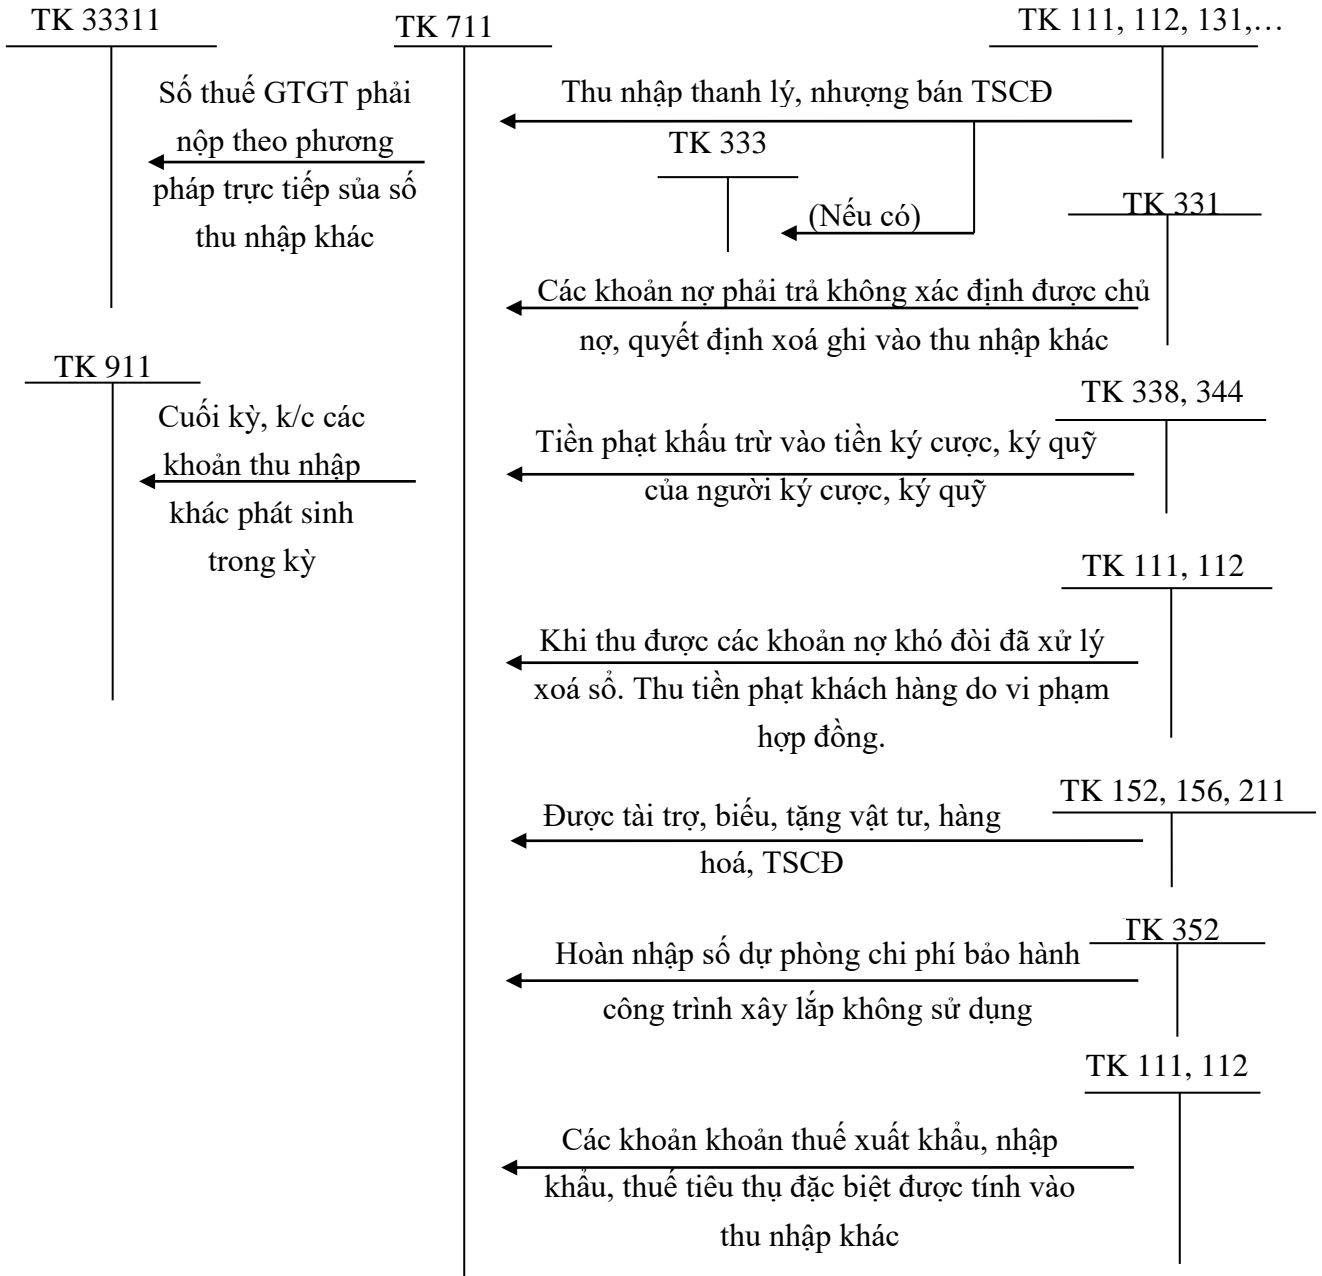 TK 33311
TK 711
TK 111, 112, 131,…
Số thuế GTGT phải
nộp theo phương
pháp trực tiếp sủa số
thu nhập khác
Thu nhập thanh lý, nhượng bán TSCĐ
TK 333
(Nếu có)
TK 331
Các khoản nợ phải trả không xác định được chủ
nợ, quyết định xoá ghi vào thu nhập khác
TK 911
Cuối kỳ, k/c các
khoản thu nhập
khác phát sinh
trong kỳ
TK 338, 344
Tiền phạt khấu trừ vào tiền ký cược, ký quỹ
của người ký cược, ký quỹ
TK 111, 112
Khi thu được các khoản nợ khó đòi đã xử lý
xoá sổ. Thu tiền phạt khách hàng do vi phạm
hợp đồng.
TK 152, 156, 211
Được tài trợ, biếu, tặng vật tư, hàng
hoá, TSCĐ
TK 352
Hoàn nhập số dự phòng chi phí bảo hành
công trình xây lắp không sử dụng
TK 111, 112
Các khoản khoản thuế xuất khẩu, nhập
khẩu, thuế tiêu thụ đặc biệt được tính vào
thu nhập khác